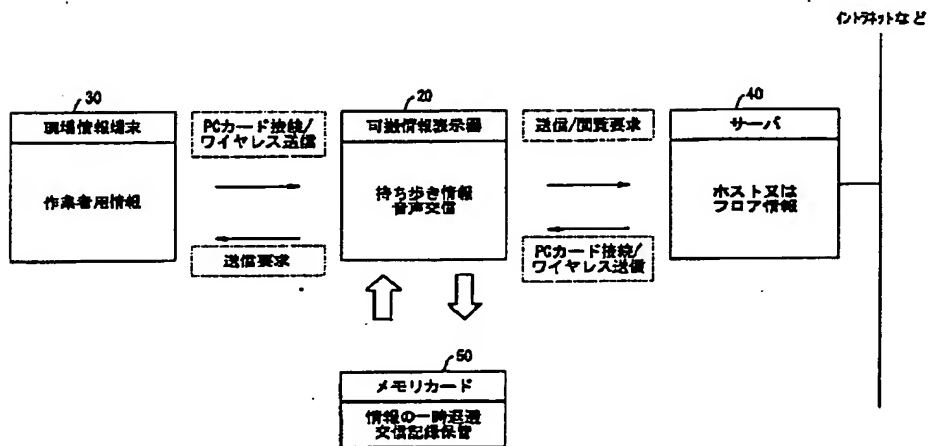 イントラネットなど
30
現場情報端末
作業者用情報
PCカード接続/
ワイヤレス送信
送信要求
20
可搬情報表示器
持ち歩き情報
音声交信
送信/閲覧要求
PCカード接続/
ワイヤレス送信
40
サーバ
ホスト又は
フロア情報
50
メモリカード
情報の一時退避
交信記録保管